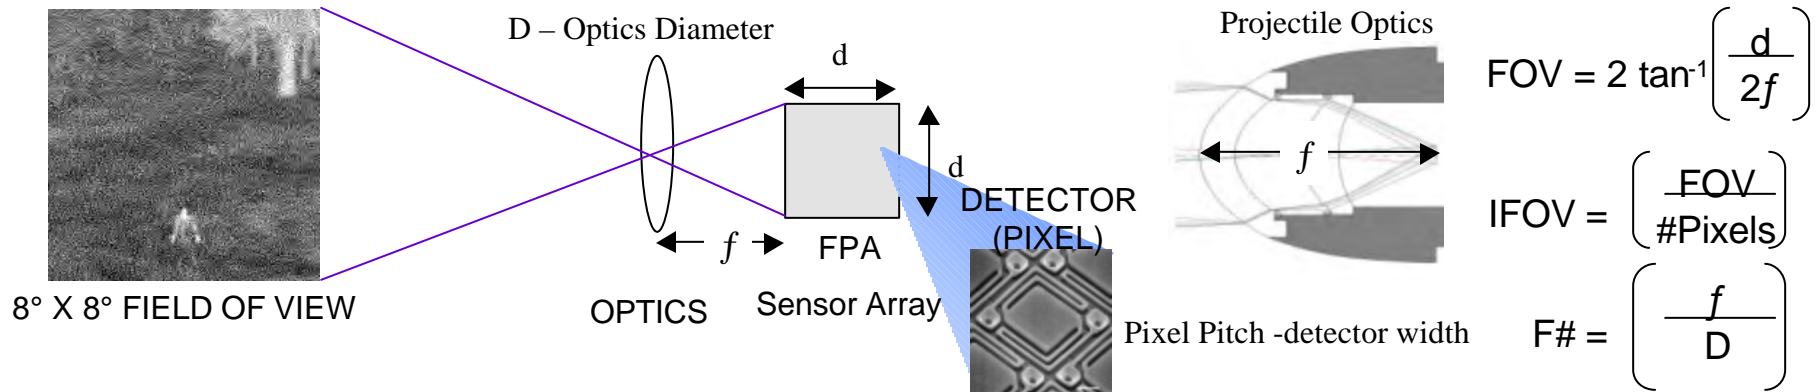 D – Optics Diameter
d
d
f
FPA
DETECTOR
(PIXEL)
8° X 8° FIELD OF VIEW
OPTICS
Sensor Array
Pixel Pitch -detector width
Projectile Optics
f
FOV = 2 tan-1 ( d / 2f )
IFOV = ( FOV / #Pixels )
F# = ( f / D )